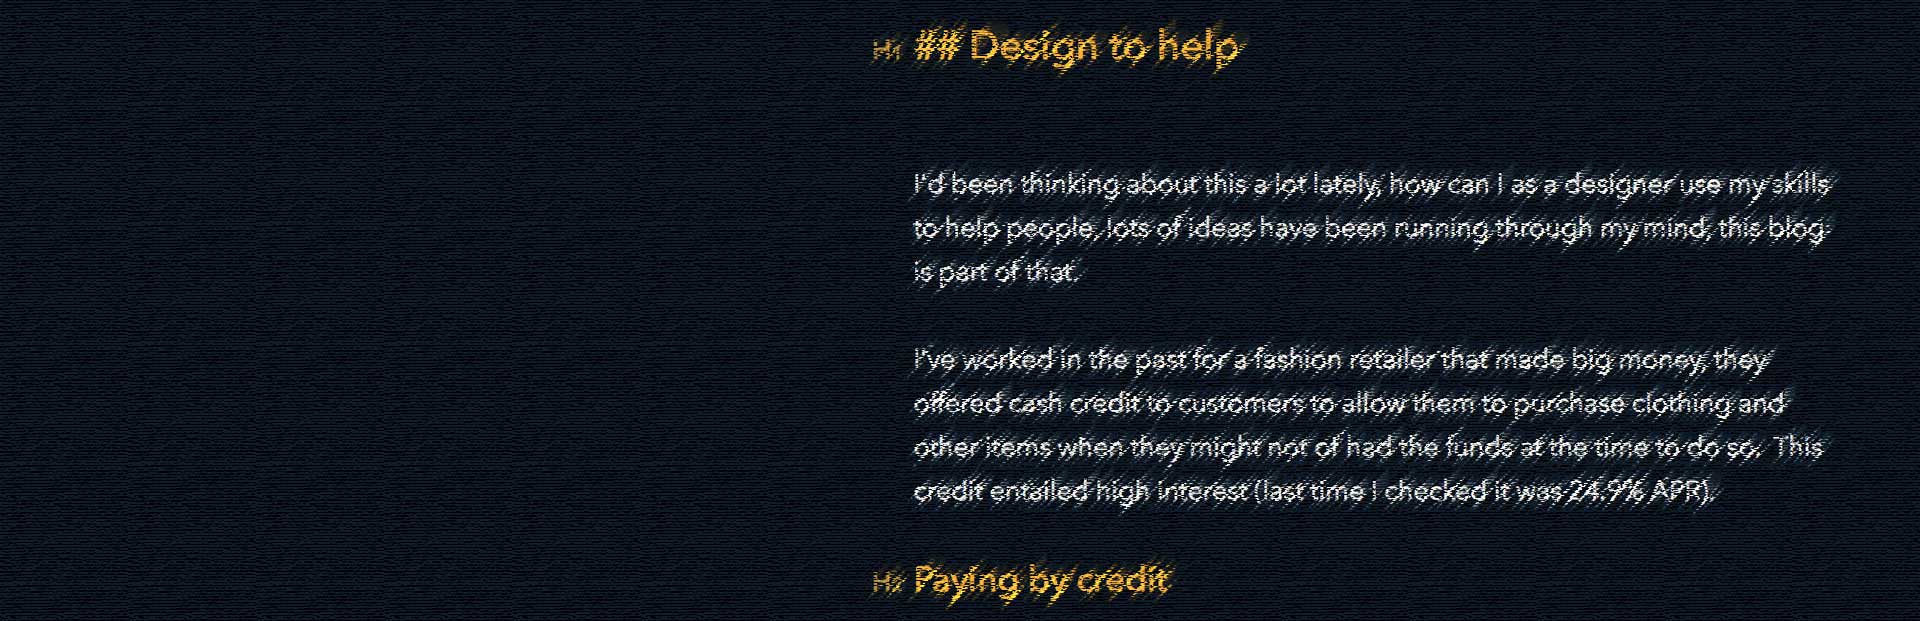 H1 ## Design to help
I'd been thinking about this a lot lately, how can I as a designer use my skills
to help people, lots of ideas have been running through my mind, this blog
is part of that.
I've worked in the past for a fashion retailer that made big money, they
offered cash credit to customers to allow them to purchase clothing and
other items when they might not of had the funds at the time to do so.  This
credit entailed high interest (last time I checked it was 24.9% APR).
H2 Paying by credit